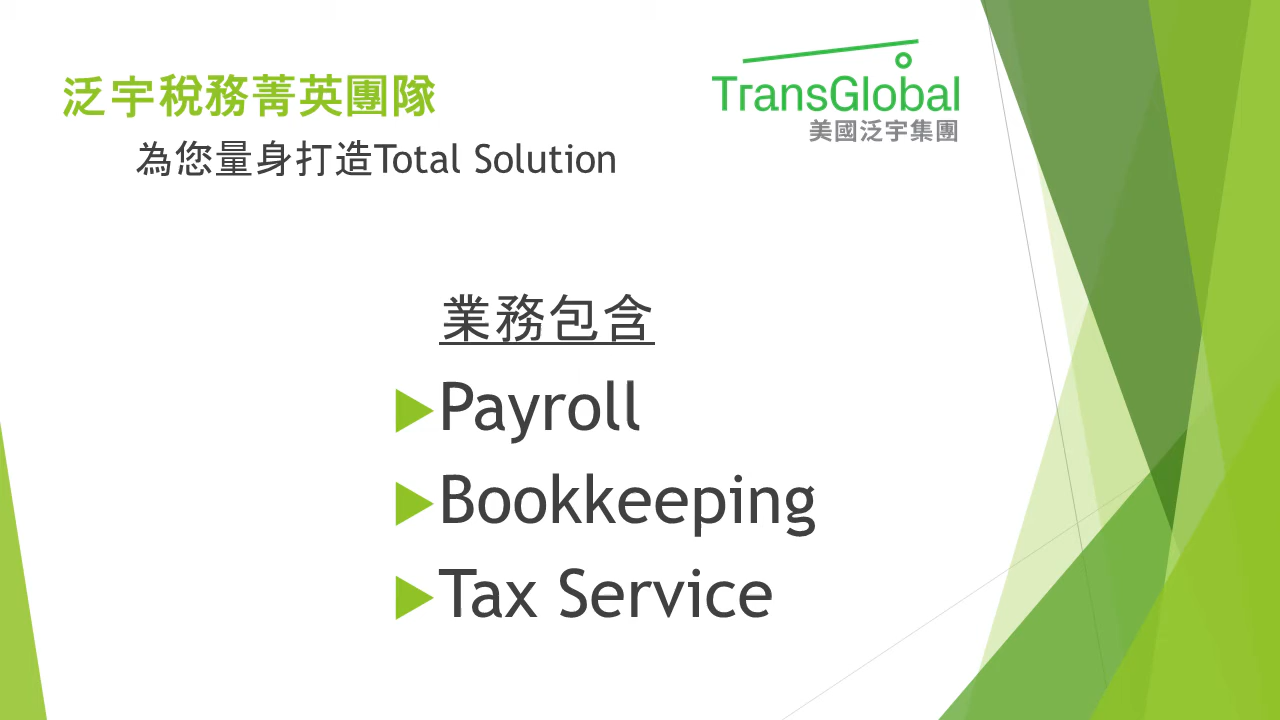 泛宇稅務菁英團隊
為您量身打造Total Solution
TransGlobal
美國泛宇集團
業務包含
Payroll
Bookkeeping
Tax Service